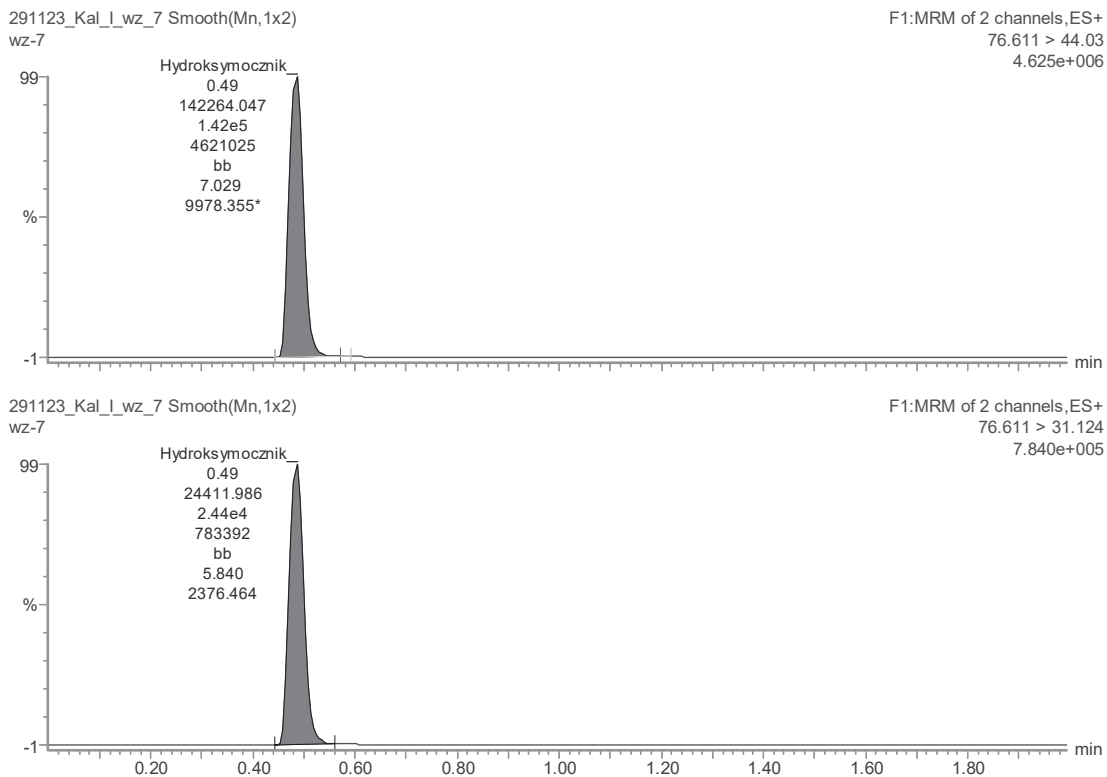 291123_Kal_I_wz_7 Smooth(Mn,1x2)
wz-7
F1:MRM of 2 channels,ES+
76.611 > 44.03
4.625e+006
Hydroksymocznik
0.49
142264.047
1.42e5
4621025
bb
7.029
9978.355*
99
%
-1
min
291123_Kal_I_wz_7 Smooth(Mn,1x2)
wz-7
F1:MRM of 2 channels,ES+
76.611 > 31.124
7.840e+005
Hydroksymocznik
0.49
24411.986
2.44e4
783392
bb
5.840
2376.464
99
%
-1
min
0.20 0.40 0.60 0.80 1.00 1.20 1.40 1.60 1.80